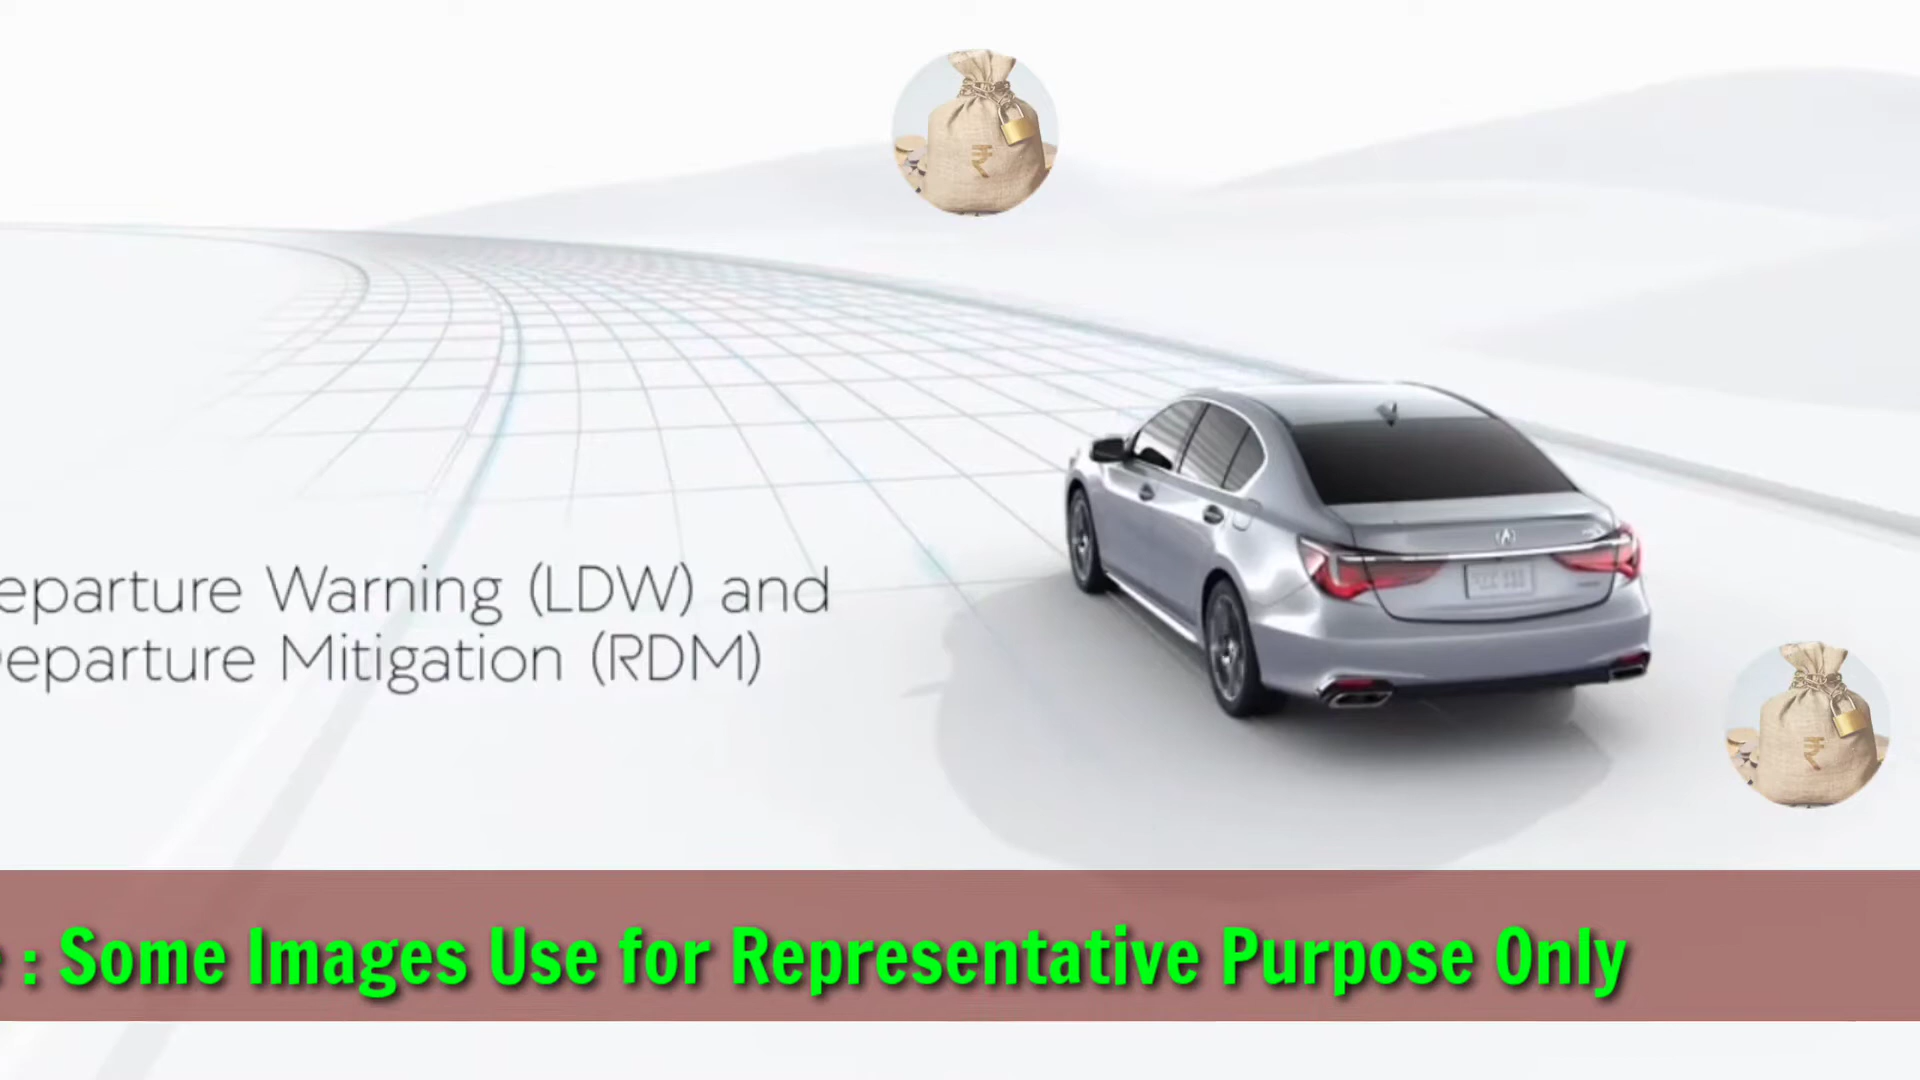 eparture Warning (LDW) and
eparture Mitigation (RDM)
: Some Images Use for Representative Purpose Only
₹
₹